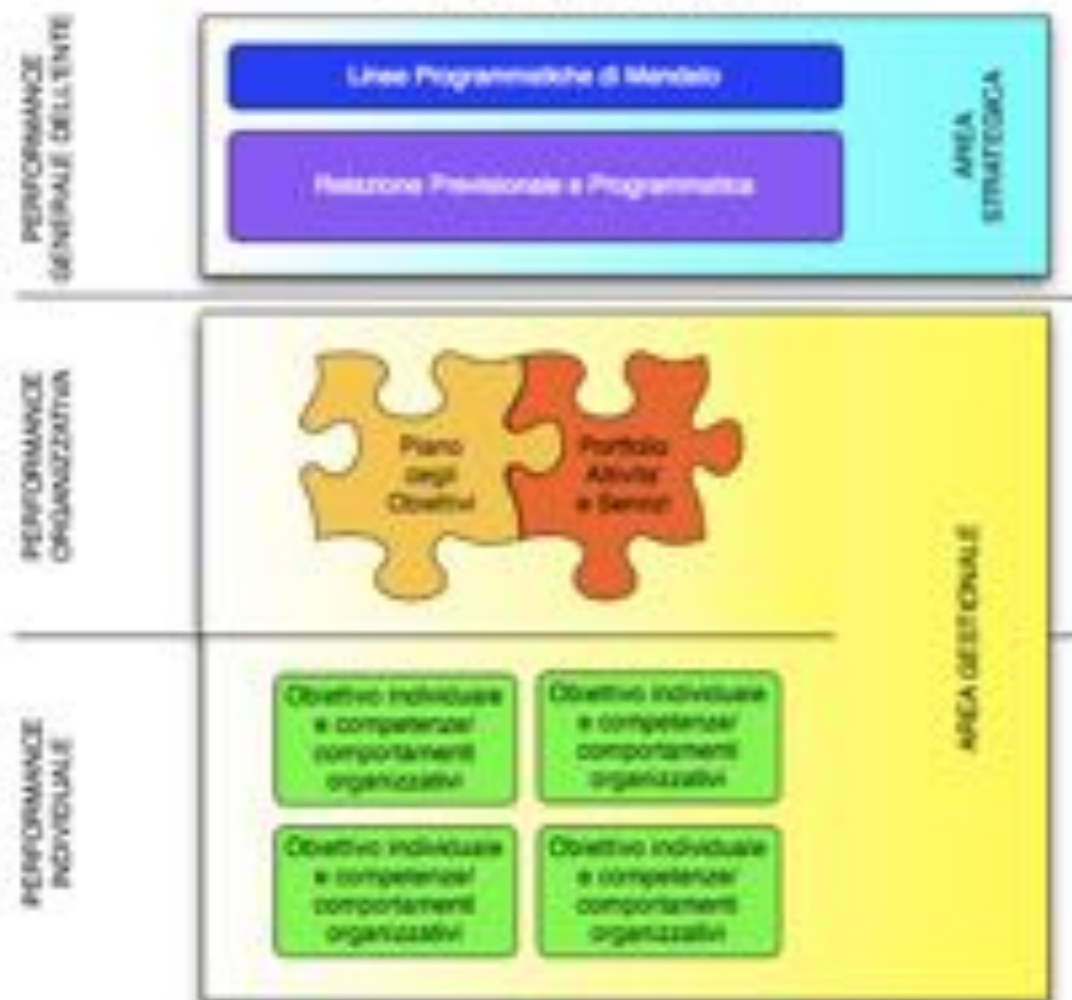 PERFORMANCE
GENERALE DELL'ENTE
Linee Programmatiche di Mandato
Relazione Previsionale e Programmatica
AREA
STRATEGICA
PERFORMANCE
ORGANIZZATIVA
Piano
degli
Obiettivi
Portfolio
Attività
e Servizi
AREA GESTIONALE
PERFORMANCE
INDIVIDUALE
Obiettivo individuale
e competenze/
comportamenti
organizzativi
Obiettivo individuale
e competenze/
comportamenti
organizzativi
Obiettivo individuale
e competenze/
comportamenti
organizzativi
Obiettivo individuale
e competenze/
comportamenti
organizzativi